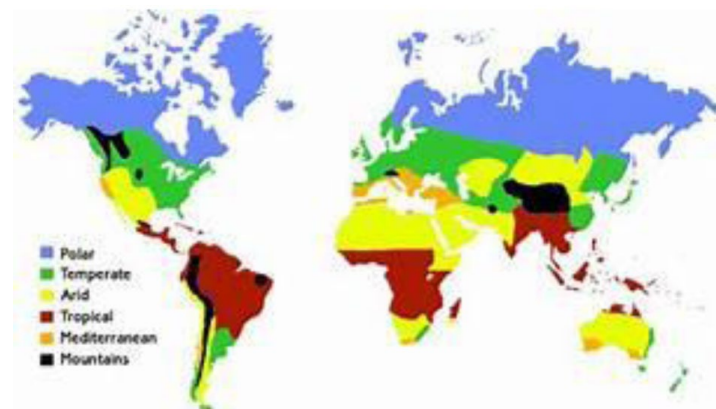 Polar
Temperate
Arid
Tropical
Mediterranean
Mountains